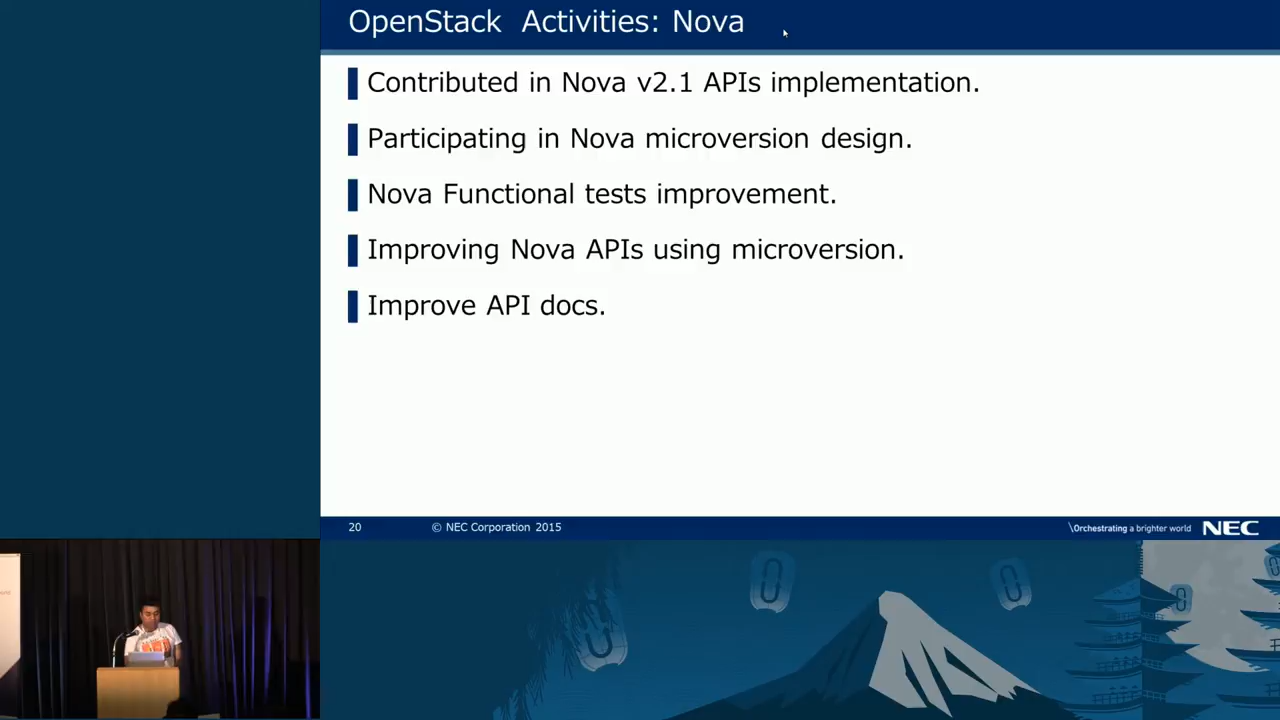 OpenStack Activities: Nova
Contributed in Nova v2.1 APIs implementation.
Participating in Nova microversion design.
Nova Functional tests improvement.
Improving Nova APIs using microversion.
Improve API docs.
20 © NEC Corporation 2015 \Orchestrating a brighter world NEC